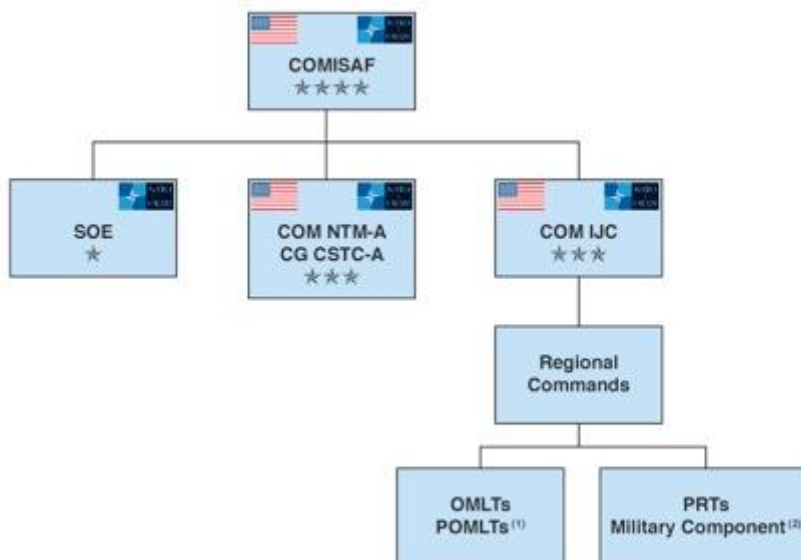 COMISAF
SOE
COM NTM-A
CG CSTC-A
COM IJC
Regional
Commands
OMLTs
POMLTs(1)
PRTs
Military Component(2)